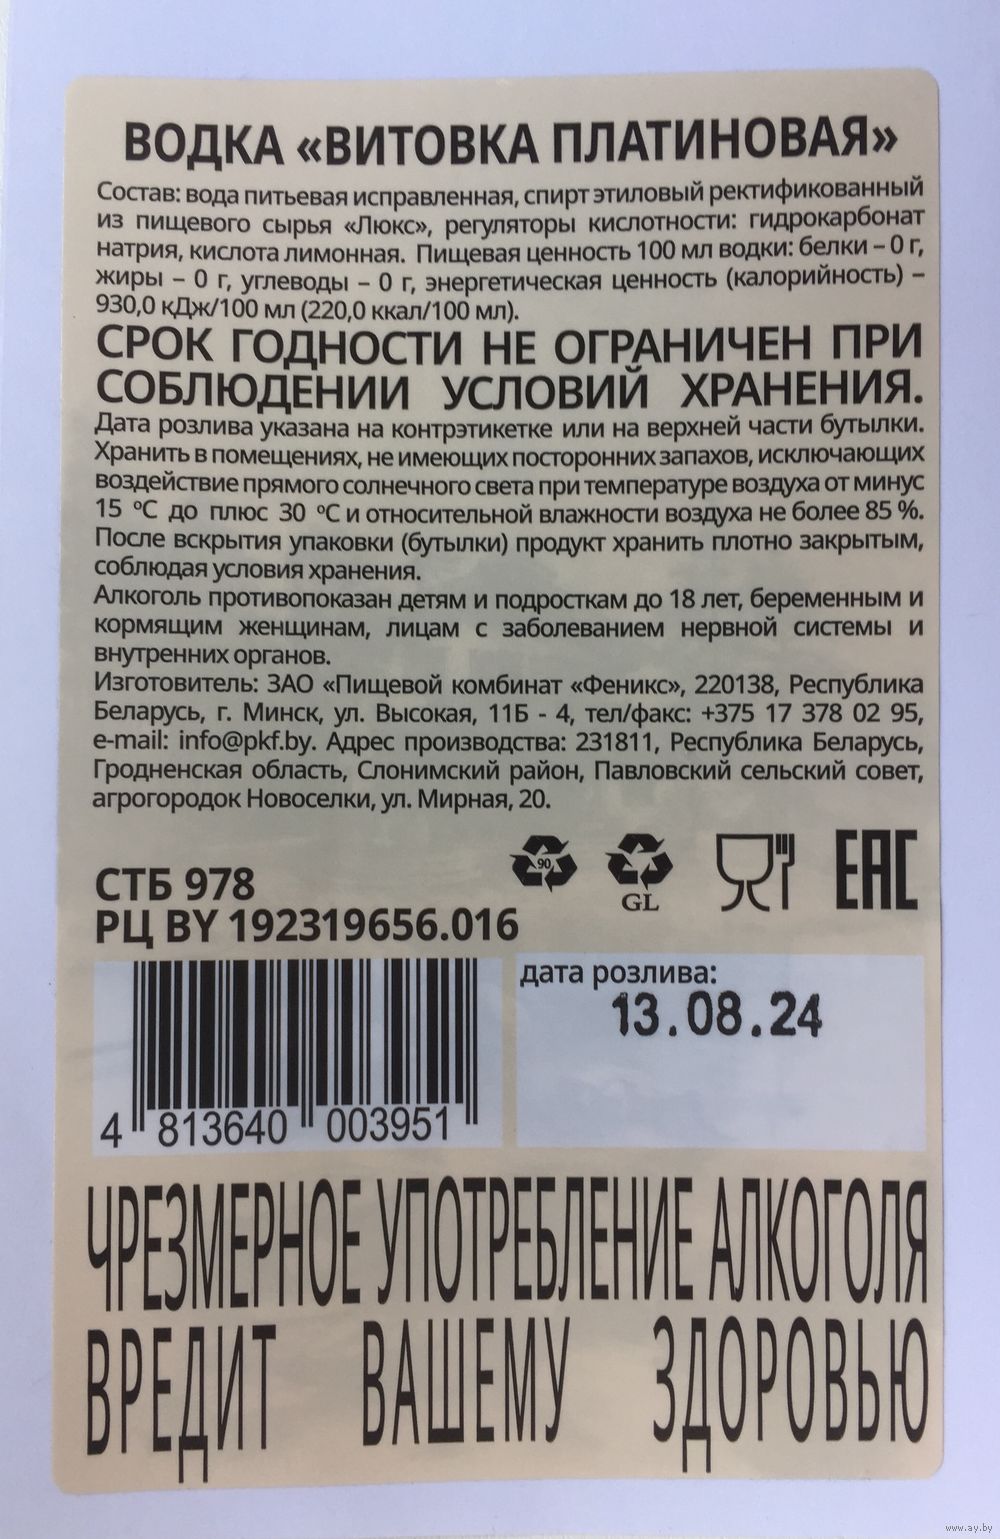 ВОДКА «ВИТОВКА ПЛАТИНОВАЯ»
Состав: вода питьевая исправленная, спирт этиловый ректификованный
из пищевого сырья «Люкс», регуляторы кислотности: гидрокарбонат
натрия, кислота лимонная. Пищевая ценность 100 мл водки: белки – 0 г,
жиры – 0 г, углеводы – 0 г, энергетическая ценность (калорийность) –
930,0 кДж/100 мл (220,0 ккал/100 мл).
СРОК ГОДНОСТИ НЕ ОГРАНИЧЕН ПРИ
СОБЛЮДЕНИИ УСЛОВИЙ ХРАНЕНИЯ.
Дата розлива указана на контрэтикетке или на верхней части бутылки.
Хранить в помещениях, не имеющих посторонних запахов, исключающих
воздействие прямого солнечного света при температуре воздуха от минус
15 °С до плюс 30 °С и относительной влажности воздуха не более 85 %.
После вскрытия упаковки (бутылки) продукт хранить плотно закрытым,
соблюдая условия хранения.
Алкоголь противопоказан детям и подросткам до 18 лет, беременным и
кормящим женщинам, лицам с заболеванием нервной системы и
внутренних органов.
Изготовитель: ЗАО «Пищевой комбинат «Феникс», 220138, Республика
Беларусь, г. Минск, ул. Высокая, 11Б - 4, тел/факс: +375 17 378 02 95,
e-mail: info@pkf.by. Адрес производства: 231811, Республика Беларусь,
Гродненская область, Слонимский район, Павловский сельский совет,
агрогородок Новоселки, ул. Мирная, 20.
90
GL
EAC
СТБ 978
РЦ BY 192319656.016
дата розлива:
13.08.24
4 813640 003951
ЧРЕЗМЕРНОЕ УПОТРЕБЛЕНИЕ АЛКОГОЛЯ
ВРЕДИТ ВАШЕМУ ЗДОРОВЬЮ
www.ay.by